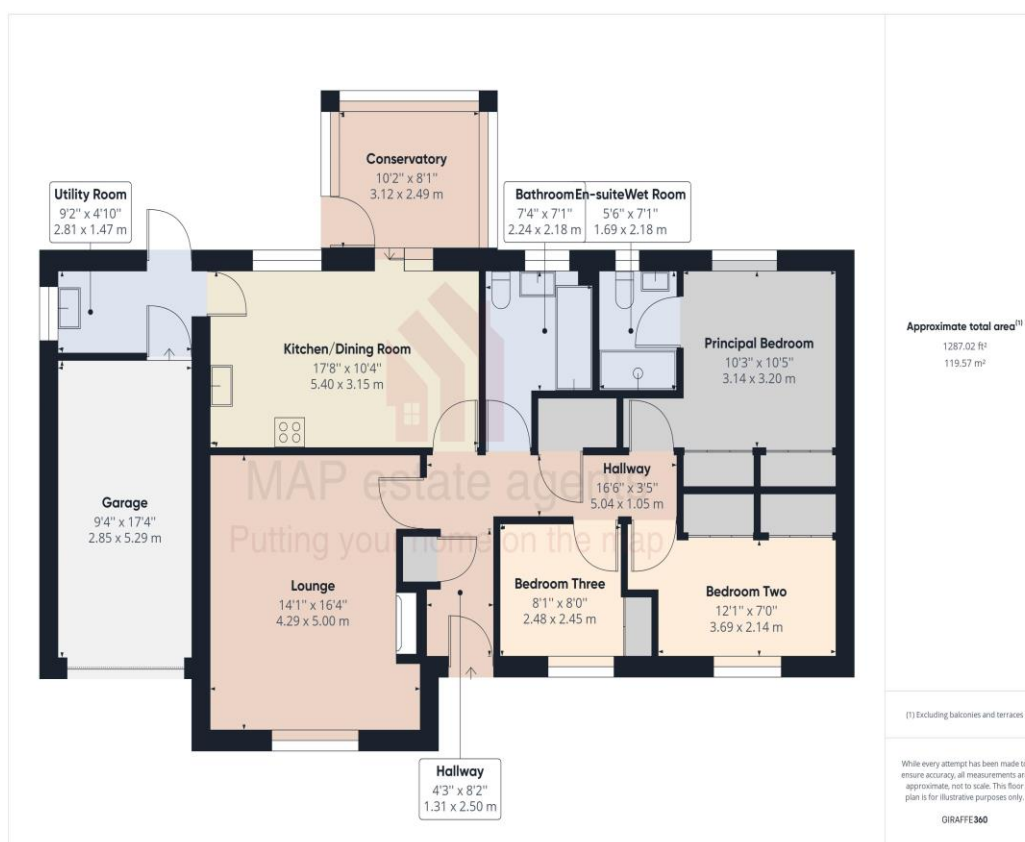 Conservatory
10'2" x 8'1"
3.12 x 2.49 m
Utility Room
9'2" x 4'10"
2.81 x 1.47 m
Bathroom
7'4" x 7'1"
2.24 x 2.18 m
En-suiteWet Room
5'6" x 7'1"
1.69 x 2.18 m
Kitchen/Dining Room
17'8" x 10'4"
5.40 x 3.15 m
Principal Bedroom
10'3" x 10'5"
3.14 x 3.20 m
Hallway
16'6" x 3'5"
5.04 x 1.05 m
Garage
9'4" x 17'4"
2.85 x 5.29 m
MAP estate agents
Putting your home on the map
Lounge
14'1" x 16'4"
4.29 x 5.00 m
Bedroom Three
8'1" x 8'0"
2.48 x 2.45 m
Bedroom Two
12'1" x 7'0"
3.69 x 2.14 m
Hallway
4'3" x 8'2"
1.31 x 2.50 m
Approximate total area(1)
1287.02 ft²
119.57 m²
(1) Excluding balconies and terraces
While every attempt has been made to
ensure accuracy, all measurements are
approximate, not to scale. This floor
plan is for illustrative purposes only.
GIRAFFE360